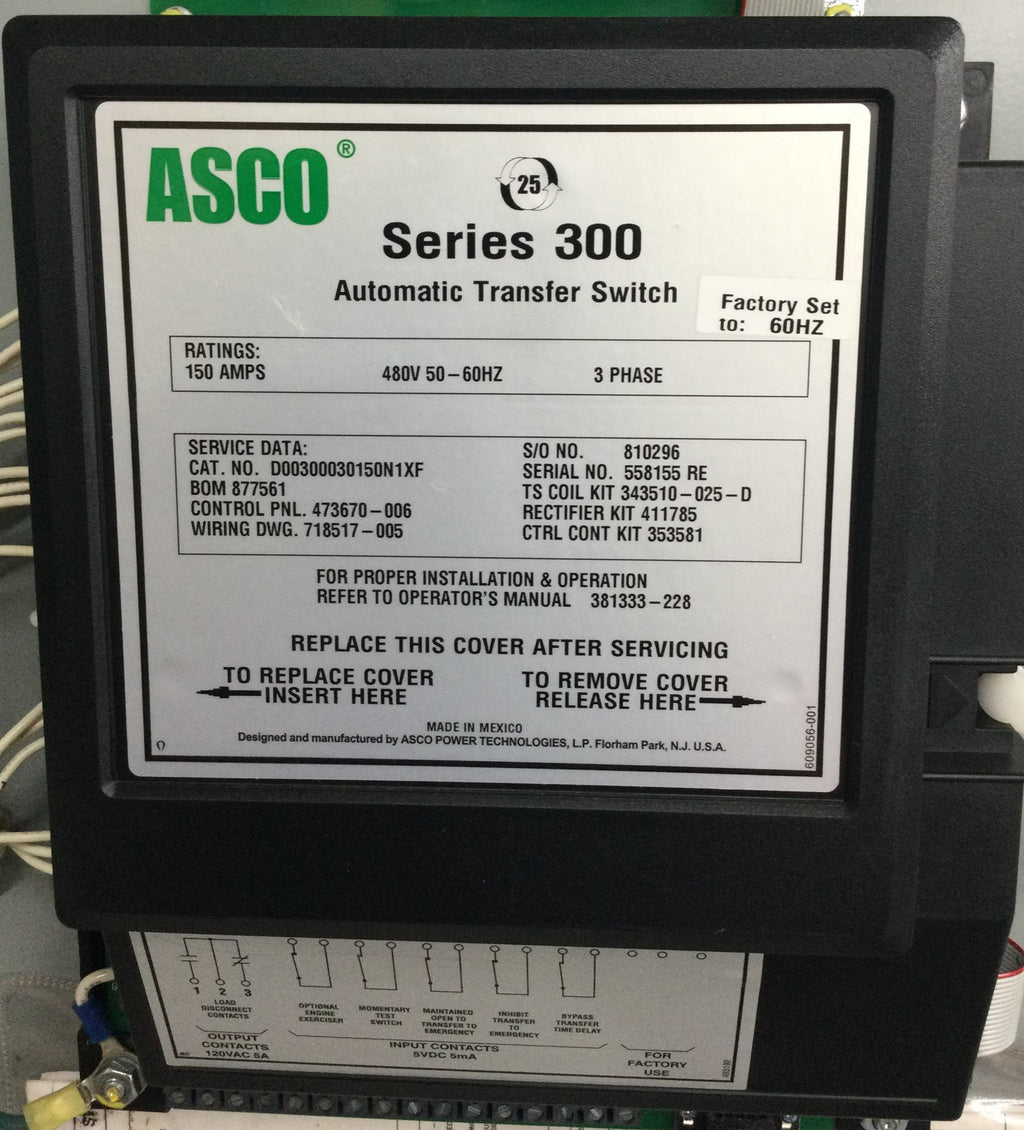 ASCO®
25
Series 300
Automatic Transfer Switch
Factory Set
to: 60HZ
RATINGS:
150 AMPS 480V 50-60HZ 3 PHASE
SERVICE DATA:
CAT. NO. D00300030150N1XF
BOM 877561
CONTROL PNL. 473670-006
WIRING DWG. 718517-005
S/O NO. 810296
SERIAL NO. 558155 RE
TS COIL KIT 343510-025-D
RECTIFIER KIT 411785
CTRL CONT KIT 353581
FOR PROPER INSTALLATION & OPERATION
REFER TO OPERATOR'S MANUAL 381333-228
REPLACE THIS COVER AFTER SERVICING
TO REPLACE COVER
INSERT HERE
TO REMOVE COVER
RELEASE HERE
MADE IN MEXICO
Designed and manufactured by ASCO POWER TECHNOLOGIES, L.P. Florham Park, N.J. U.S.A.
609056-001
1 2 3
LOAD
DISCONNECT
CONTACTS
OPTIONAL
ENGINE
EXERCISER
MOMENTARY
TEST
SWITCH
MAINTAINED
OPEN TO
TRANSFER TO
EMERGENCY
INHIBIT
TRANSFER
TO
EMERGENCY
BYPASS
TRANSFER
TIME DELAY
OUTPUT
CONTACTS
120VAC 6A
INPUT CONTACTS
5VDC 5mA
FOR
FACTORY
USE